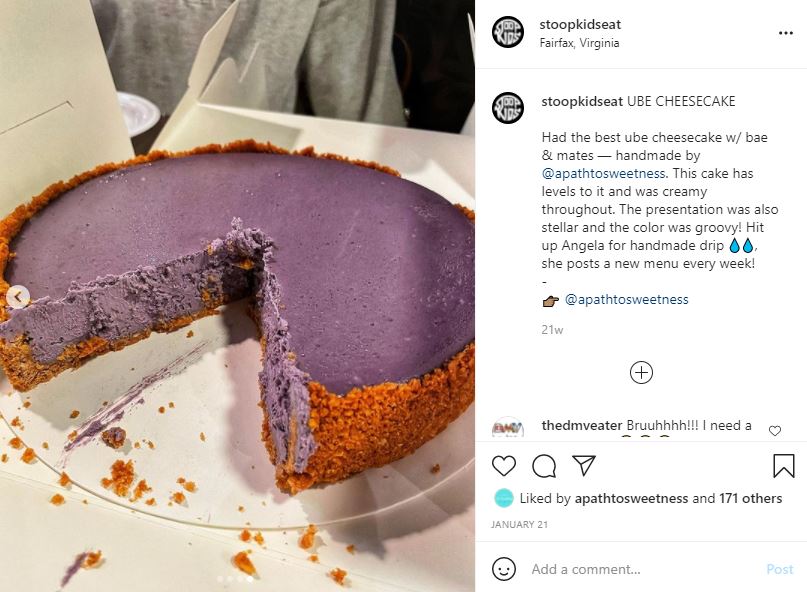 stoopkidseat
Fairfax, Virginia
STOOP
KIDS
stoopkidseat UBE CHEESECAKE
Had the best ube cheesecake w/ bae
& mates — handmade by
@apathtosweetness. This cake has
levels to it and was creamy
throughout. The presentation was also
stellar and the color was groovy! Hit
up Angela for handmade drip 💧💧,
she posts a new menu every week!
-
👉🏾 @apathtosweetness
21w
thedmveater Bruuhhhh!!! I need a
Liked by apathtosweetness and 171 others
JANUARY 21
Add a comment... Post